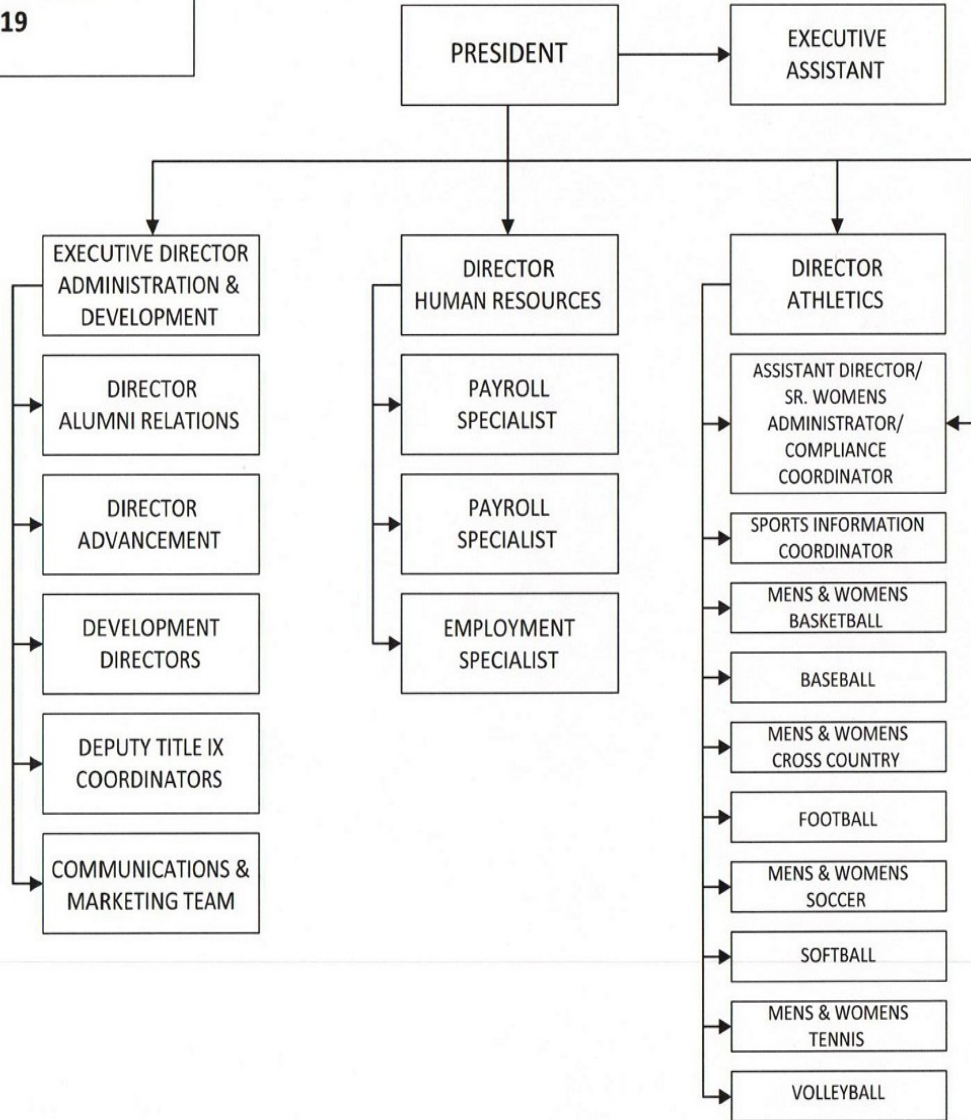 19
PRESIDENT
EXECUTIVE
ASSISTANT
EXECUTIVE DIRECTOR
ADMINISTRATION &
DEVELOPMENT
DIRECTOR
ALUMNI RELATIONS
DIRECTOR
ADVANCEMENT
DEVELOPMENT
DIRECTORS
DEPUTY TITLE IX
COORDINATORS
COMMUNICATIONS &
MARKETING TEAM
DIRECTOR
HUMAN RESOURCES
PAYROLL
SPECIALIST
PAYROLL
SPECIALIST
EMPLOYMENT
SPECIALIST
DIRECTOR
ATHLETICS
ASSISTANT DIRECTOR/
SR. WOMENS
ADMINISTRATOR/
COMPLIANCE
COORDINATOR
SPORTS INFORMATION
COORDINATOR
MENS & WOMENS
BASKETBALL
BASEBALL
MENS & WOMENS
CROSS COUNTRY
FOOTBALL
MENS & WOMENS
SOCCER
SOFTBALL
MENS & WOMENS
TENNIS
VOLLEYBALL